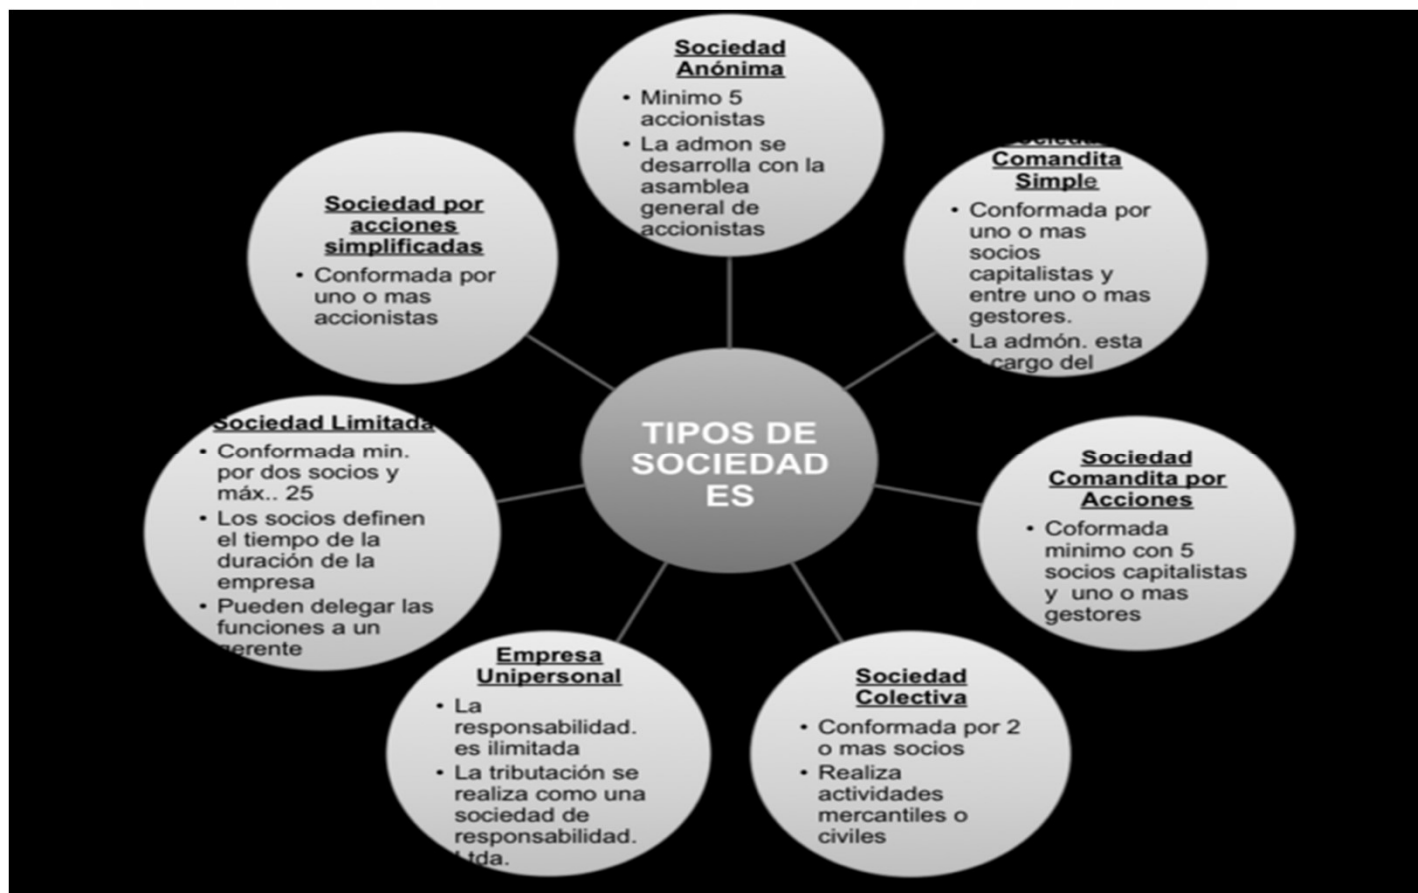 TIPOS DE
SOCIEDAD
ES
Sociedad
Anónima
• Minimo 5
accionistas
• La admon se
desarrolla con la
asamblea
general de
accionistas
Sociedad
Comandita
Simple
• Conformada por
uno o mas
socios
capitalistas y
entre uno o mas
gestores.
• La admón. esta
cargo del
Sociedad
Comandita por
Acciones
• Coformada
minimo con 5
socios capitalistas
y uno o mas
gestores
Sociedad
Colectiva
• Conformada por 2
o mas socios
• Realiza
actividades
mercantiles o
civiles
Empresa
Unipersonal
• La
responsabilidad.
es ilimitada
• La tributación se
realiza como una
sociedad de
responsabilidad.
Ltda.
Sociedad Limitada
• Conformada min.
por dos socios y
máx.. 25
• Los socios definen
el tiempo de la
duración de la
empresa
• Pueden delegar las
funciones a un
gerente
Sociedad por
acciones
simplificadas
• Conformada por
uno o mas
accionistas